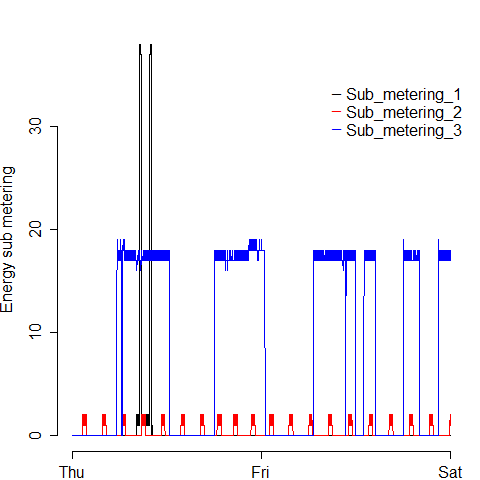 Sub_metering_1
Sub_metering_2
Sub_metering_3
Energy sub metering
30
20
10
0
Thu Fri Sat